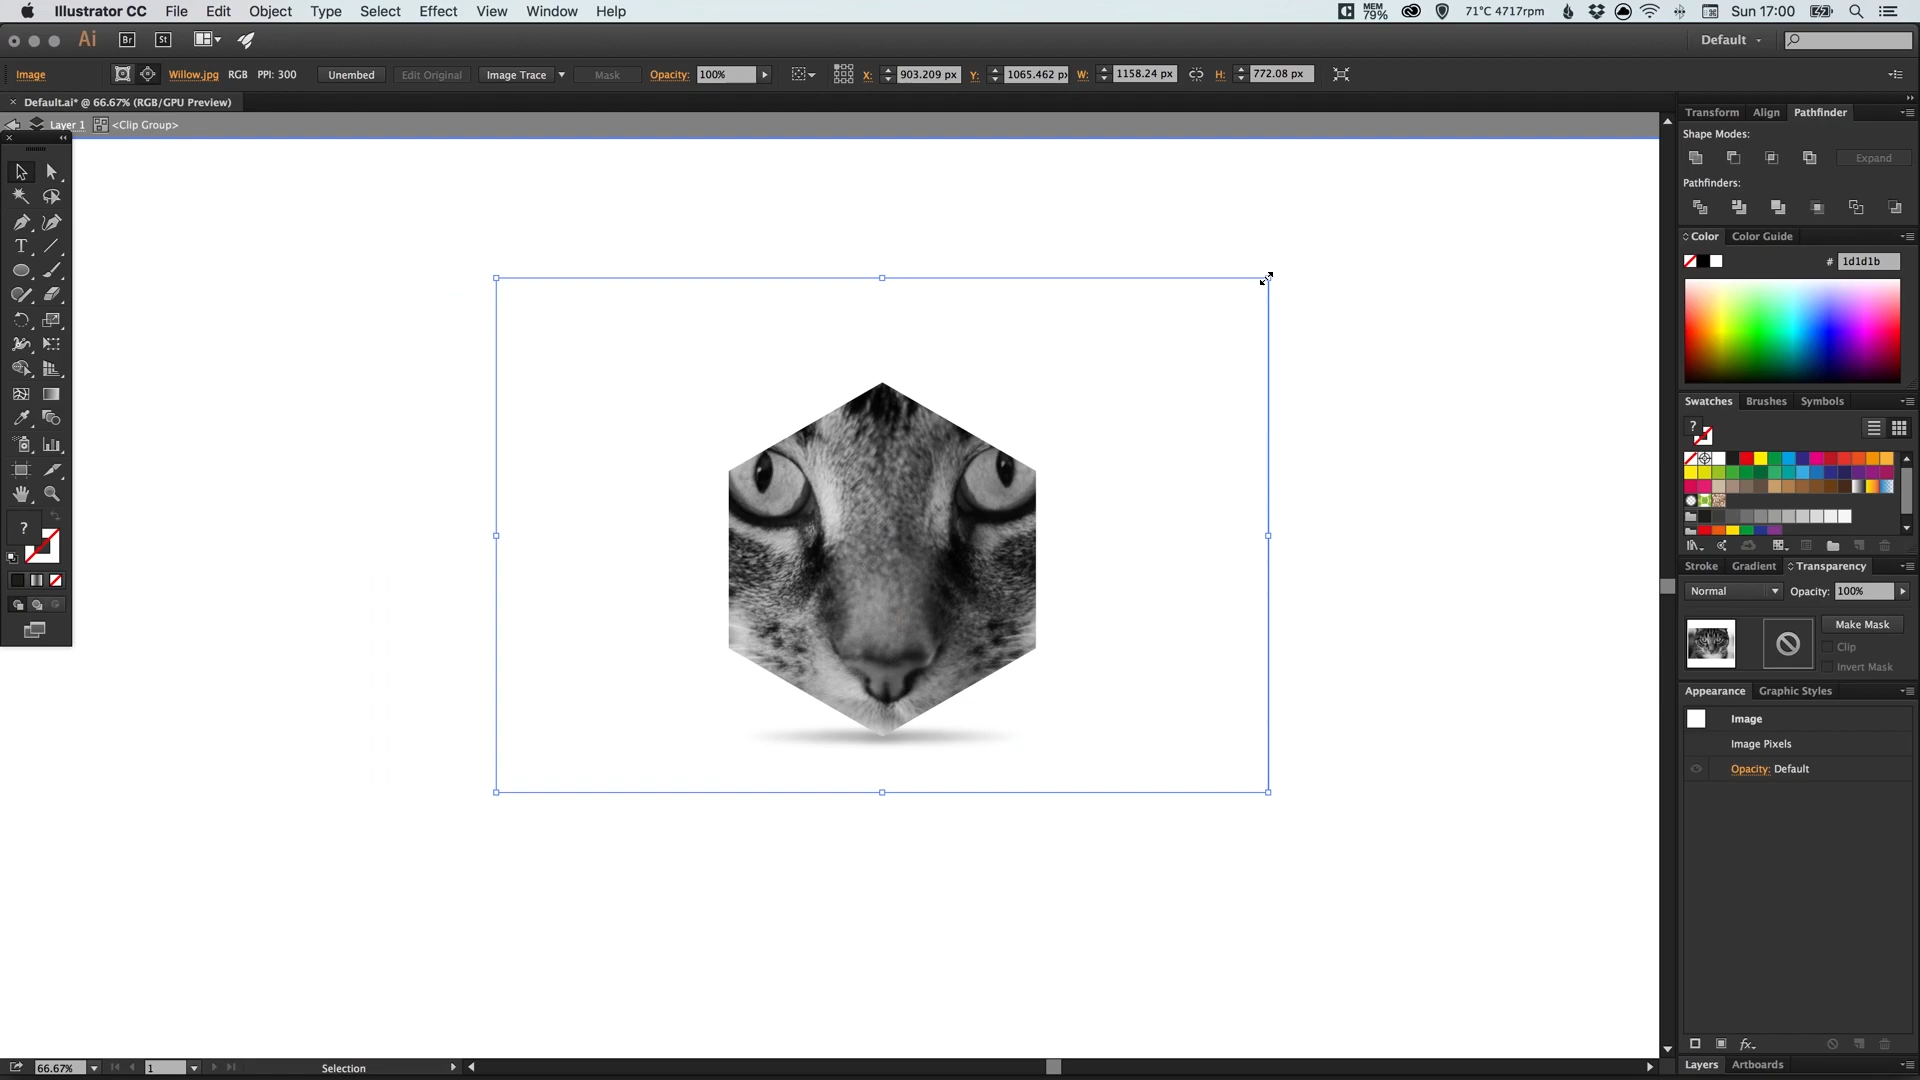 Illustrator CC File Edit Object Type Select Effect View Window Help MEM 79% 71°C 4717rpm Sun 17:00
Ai Br St Default
Image Willow.jpg RGB PPI: 300 Unembed Edit Original Image Trace Mask Opacity: 100% X: 903.209 px Y: 1065.462 px W: 1158.24 px H: 772.08 px
× Default.ai* @ 66.67% (RGB/GPU Preview)
Layer 1 <Clip Group>
Transform Align Pathfinder
Shape Modes:
Expand
Pathfinders:
Color Color Guide
# 1d1d1b
Swatches Brushes Symbols
?
Stroke Gradient Transparency
Normal Opacity: 100%
Make Mask
Clip
Invert Mask
Appearance Graphic Styles
Image
Image Pixels
Opacity: Default
fx
Layers Artboards
T
?
66.67% 1 Selection